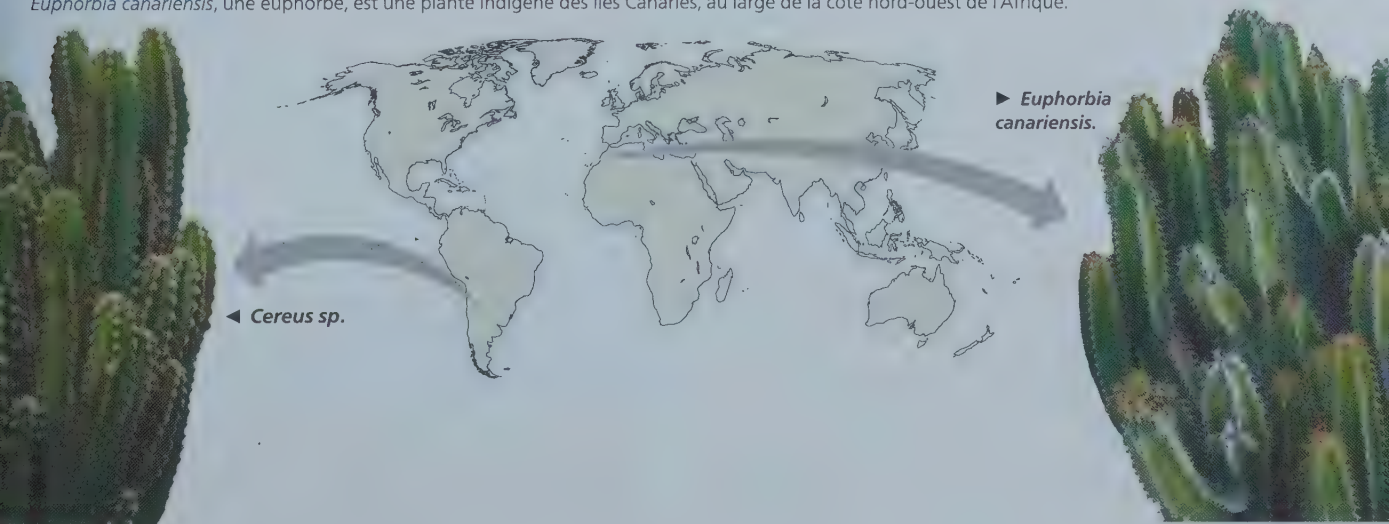 Euphorbia canariensis, une euphorbe, est une plante indigène des îles Canaries, au large de la côte nord-ouest de l'Afrique.
► Euphorbia
canariensis.
◄ Cereus sp.